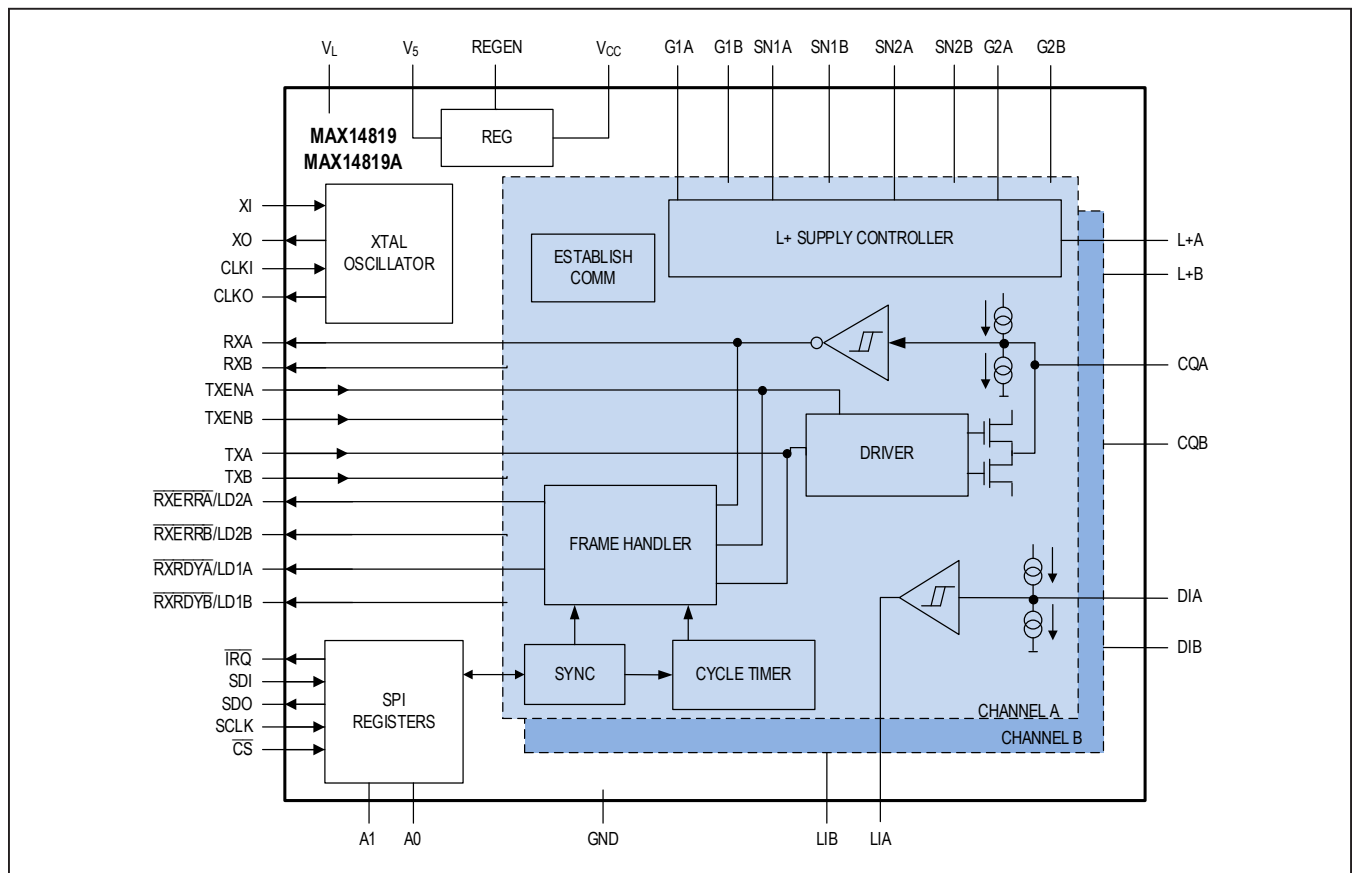 VL V5 REGEN VCC G1A G1B SN1A SN1B SN2A SN2B G2A G2B
MAX14819
MAX14819A
REG
XI
XO
CLKI
CLKO
XTAL
OSCILLATOR
ESTABLISH
COMM
L+ SUPPLY CONTROLLER
L+A
L+B
RXA
RXB
TXENA
TXENB
TXA
TXB
RXERRA/LD2A
RXERRB/LD2B
RXRDYA/LD1A
RXRDYB/LD1B
DRIVER
CQA
CQB
FRAME HANDLER
DIA
DIB
IRQ
SDI
SDO
SCLK
CS
SPI
REGISTERS
SYNC
CYCLE TIMER
CHANNEL A
CHANNEL B
A1 A0 GND LIB LIA